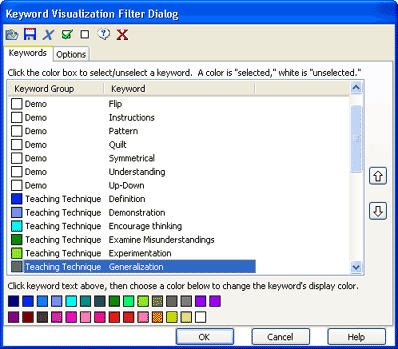 Keyword Visualization Filter Dialog
Keywords Options
Click the color box to select/unselect a keyword. A color is "selected," white is "unselected."
Keyword Group Keyword
Demo Flip
Demo Instructions
Demo Pattern
Demo Quilt
Demo Symmetrical
Demo Understanding
Demo Up-Down
Teaching Technique Definition
Teaching Technique Demonstration
Teaching Technique Encourage thinking
Teaching Technique Examine Misunderstandings
Teaching Technique Experimentation
Teaching Technique Generalization
Click keyword text above, then choose a color below to change the keyword's display color.
OK Cancel Help